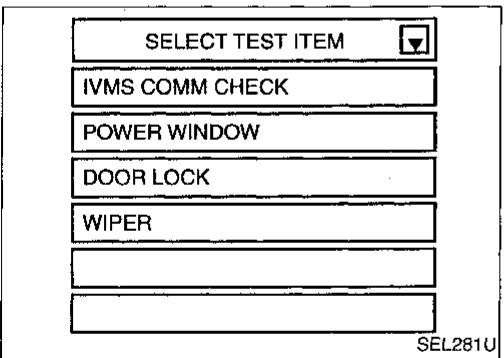 SELECT TEST ITEM
IVMS COMM CHECK
POWER WINDOW
DOOR LOCK
WIPER
SEL281U